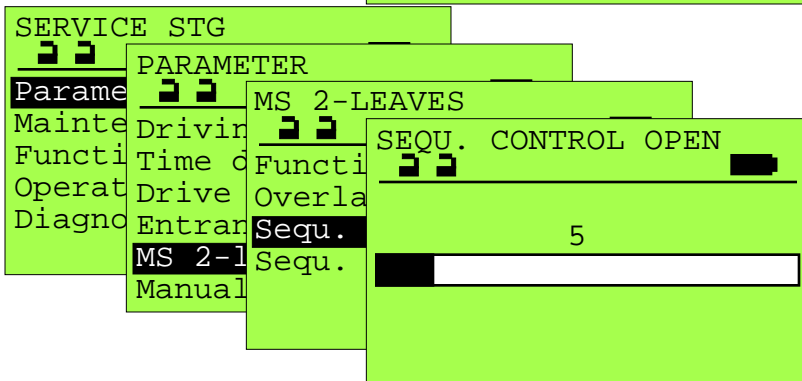 SERVICE STG
Parame
Mainte
Functi
Operat
Diagno
PARAMETER
Drivin
Time d
Drive
Entran
MS 2-l
Manual
MS 2-LEAVES
Functi
Overla
Sequ.
Sequ.
SEQU. CONTROL OPEN
5